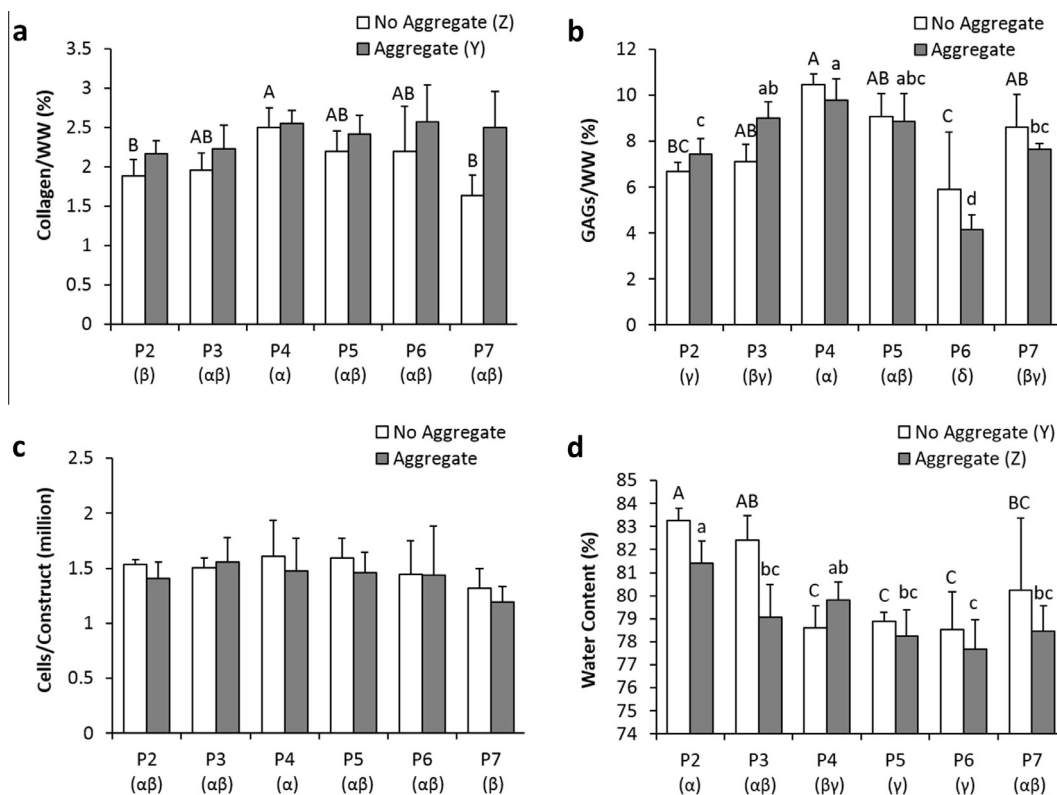 a
No Aggregate (Z)
Aggregate (Y)
Collagen/WW (%)
3.5
3
2.5
2
1.5
1
0.5
0
B
AB
A
AB
AB
B
P2 P3 P4 P5 P6 P7
(β) (αβ) (α) (αβ) (αβ) (αβ)
b
No Aggregate
Aggregate
GAGs/WW (%)
12
10
8
6
4
2
0
BC c
AB ab
A a
AB abc
C d
AB bc
P2 P3 P4 P5 P6 P7
(γ) (βγ) (α) (αβ) (δ) (βγ)
c
No Aggregate
Aggregate
Cells/Construct (million)
2.5
2
1.5
1
0.5
0
P2 P3 P4 P5 P6 P7
(αβ) (αβ) (α) (αβ) (αβ) (β)
d
No Aggregate (Y)
Aggregate (Z)
Water Content (%)
85
84
83
82
81
80
79
78
77
76
75
74
A a
AB bc
C ab
C bc
C c
BC bc
P2 P3 P4 P5 P6 P7
(α) (αβ) (βγ) (γ) (γ) (αβ)